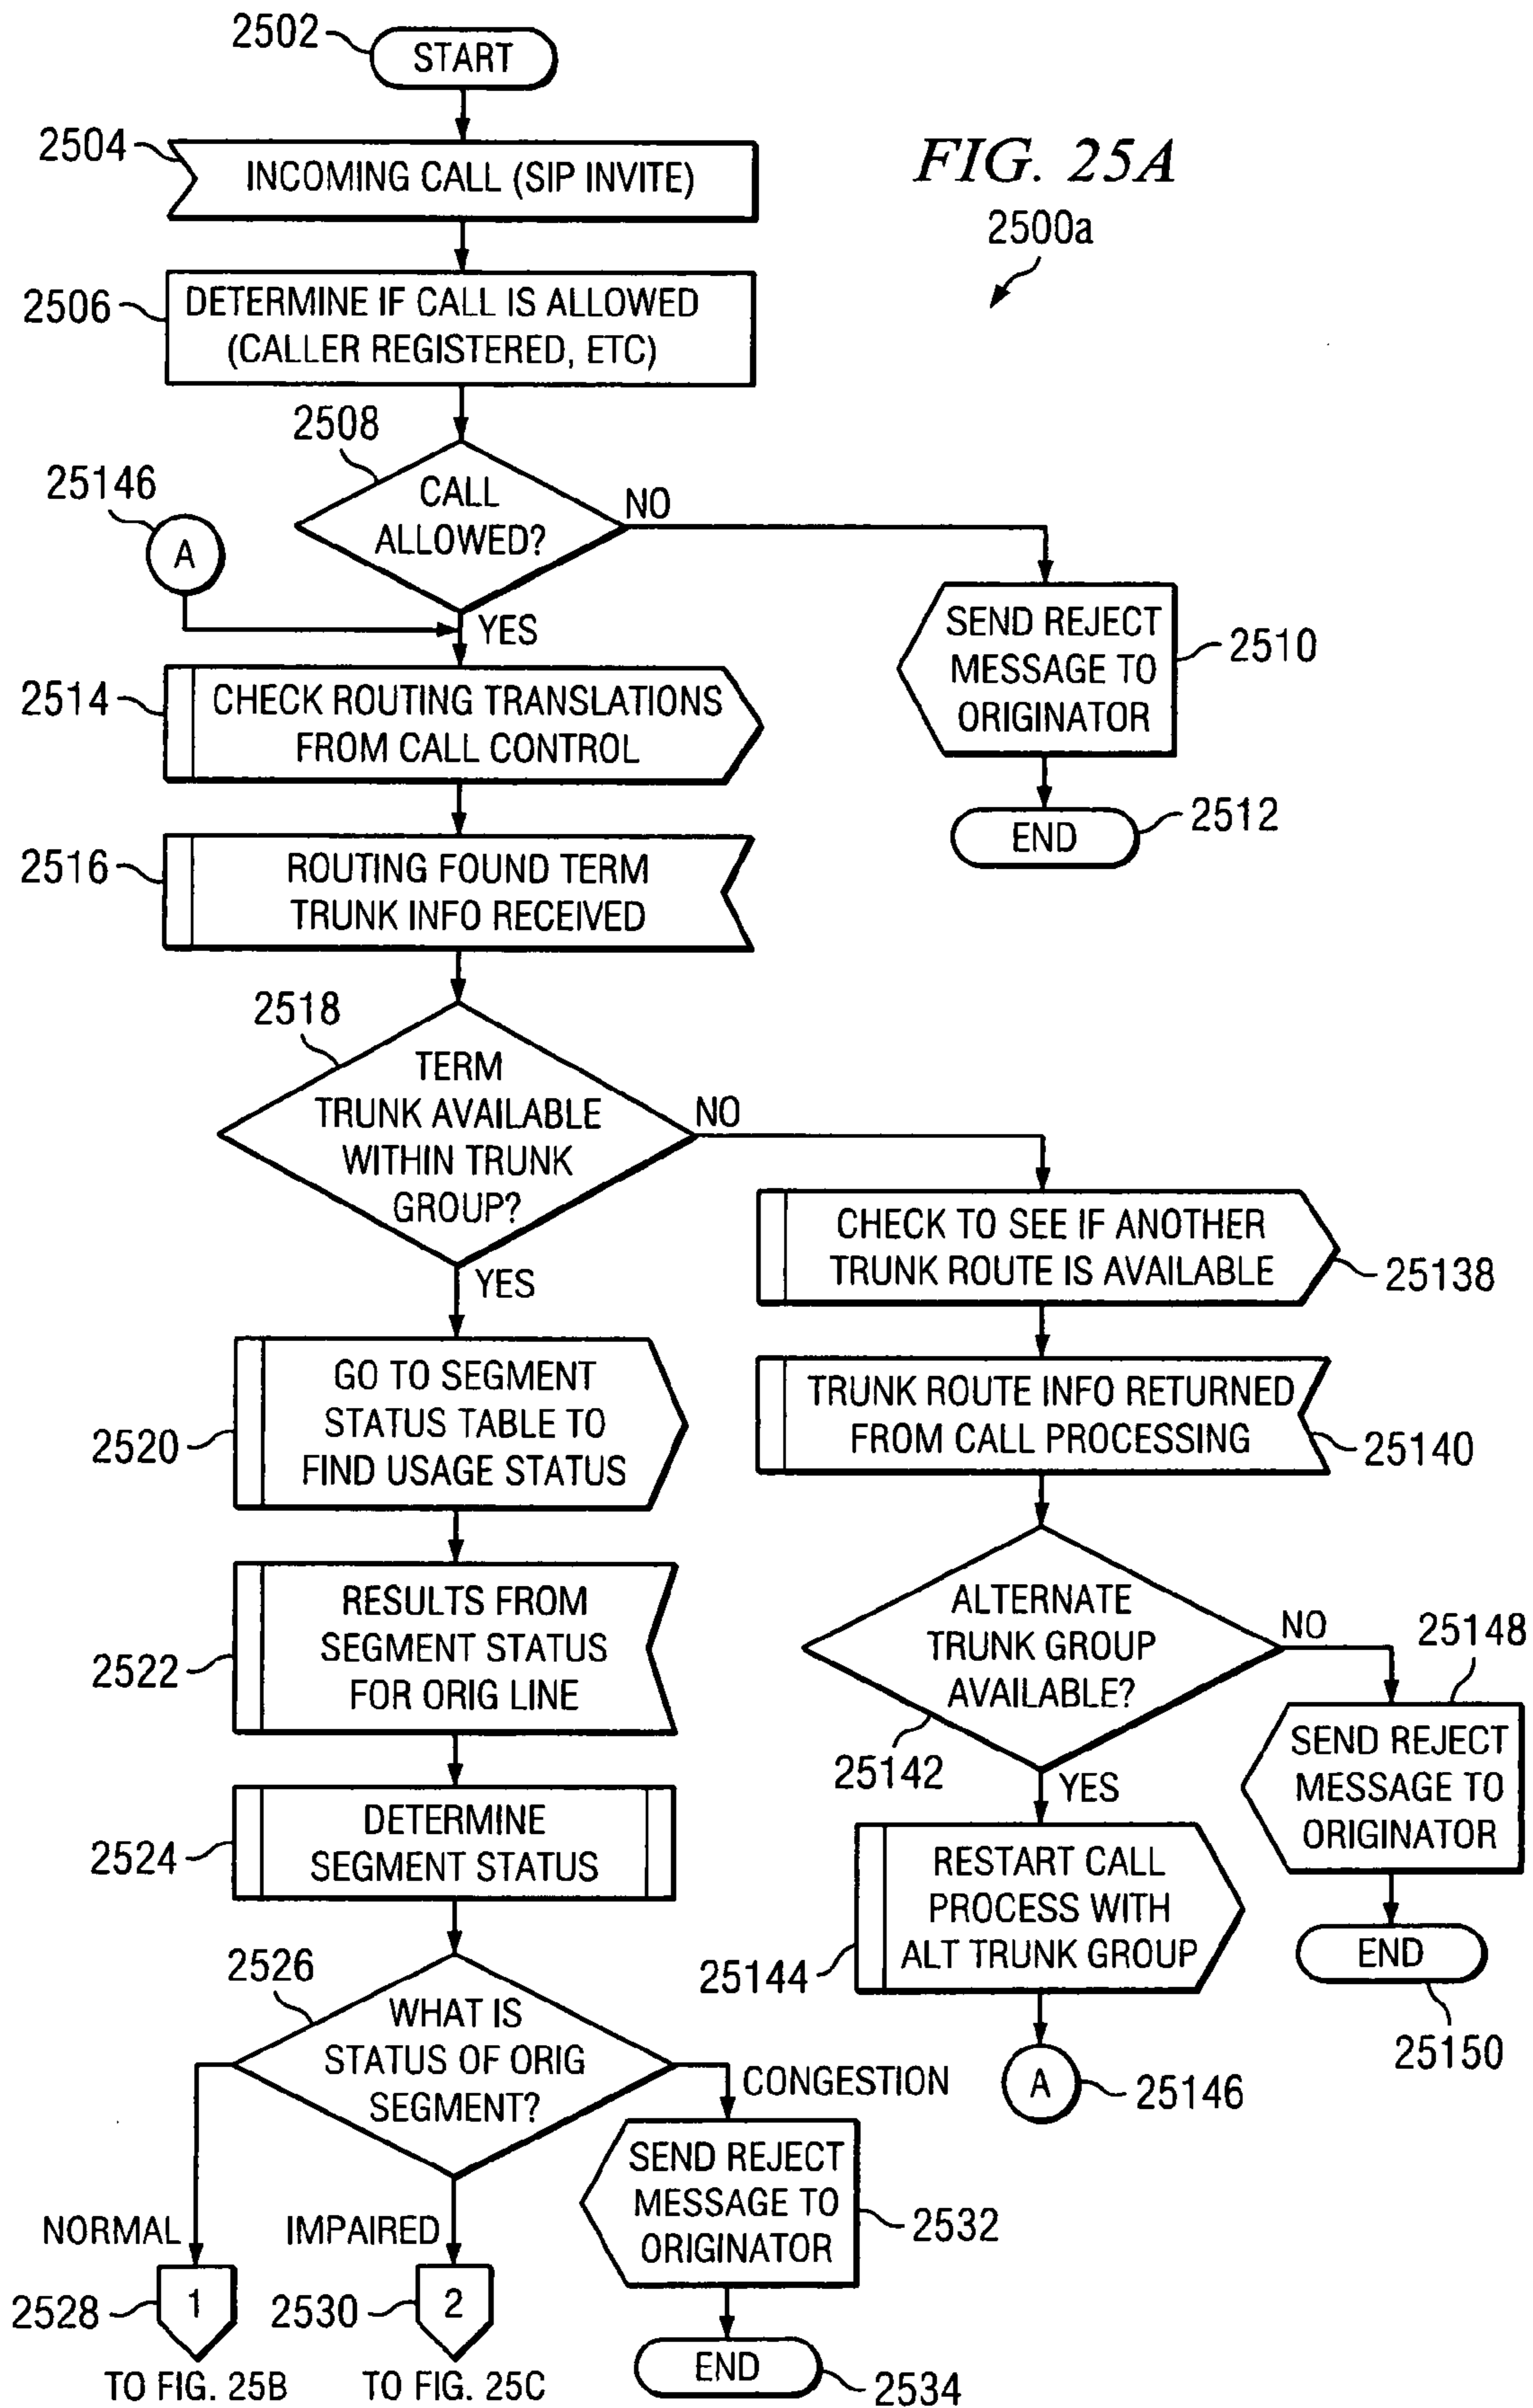 2502
START
2504
INCOMING CALL (SIP INVITE)
FIG. 25A
2500a
2506
DETERMINE IF CALL IS ALLOWED
(CALLER REGISTERED, ETC)
2508
CALL
ALLOWED?
NO
25146
A
YES
SEND REJECT
MESSAGE TO
ORIGINATOR
2510
END
2512
2514
CHECK ROUTING TRANSLATIONS
FROM CALL CONTROL
2516
ROUTING FOUND TERM
TRUNK INFO RECEIVED
2518
TERM
TRUNK AVAILABLE
WITHIN TRUNK
GROUP?
NO
YES
CHECK TO SEE IF ANOTHER
TRUNK ROUTE IS AVAILABLE
25138
TRUNK ROUTE INFO RETURNED
FROM CALL PROCESSING
25140
2520
GO TO SEGMENT
STATUS TABLE TO
FIND USAGE STATUS
2522
RESULTS FROM
SEGMENT STATUS
FOR ORIG LINE
ALTERNATE
TRUNK GROUP
AVAILABLE?
25142
NO
25148
SEND REJECT
MESSAGE TO
ORIGINATOR
END
25150
YES
25144
RESTART CALL
PROCESS WITH
ALT TRUNK GROUP
A
25146
2524
DETERMINE
SEGMENT STATUS
2526
WHAT IS
STATUS OF ORIG
SEGMENT?
CONGESTION
SEND REJECT
MESSAGE TO
ORIGINATOR
2532
END
2534
NORMAL
2528
1
TO FIG. 25B
IMPAIRED
2530
2
TO FIG. 25C